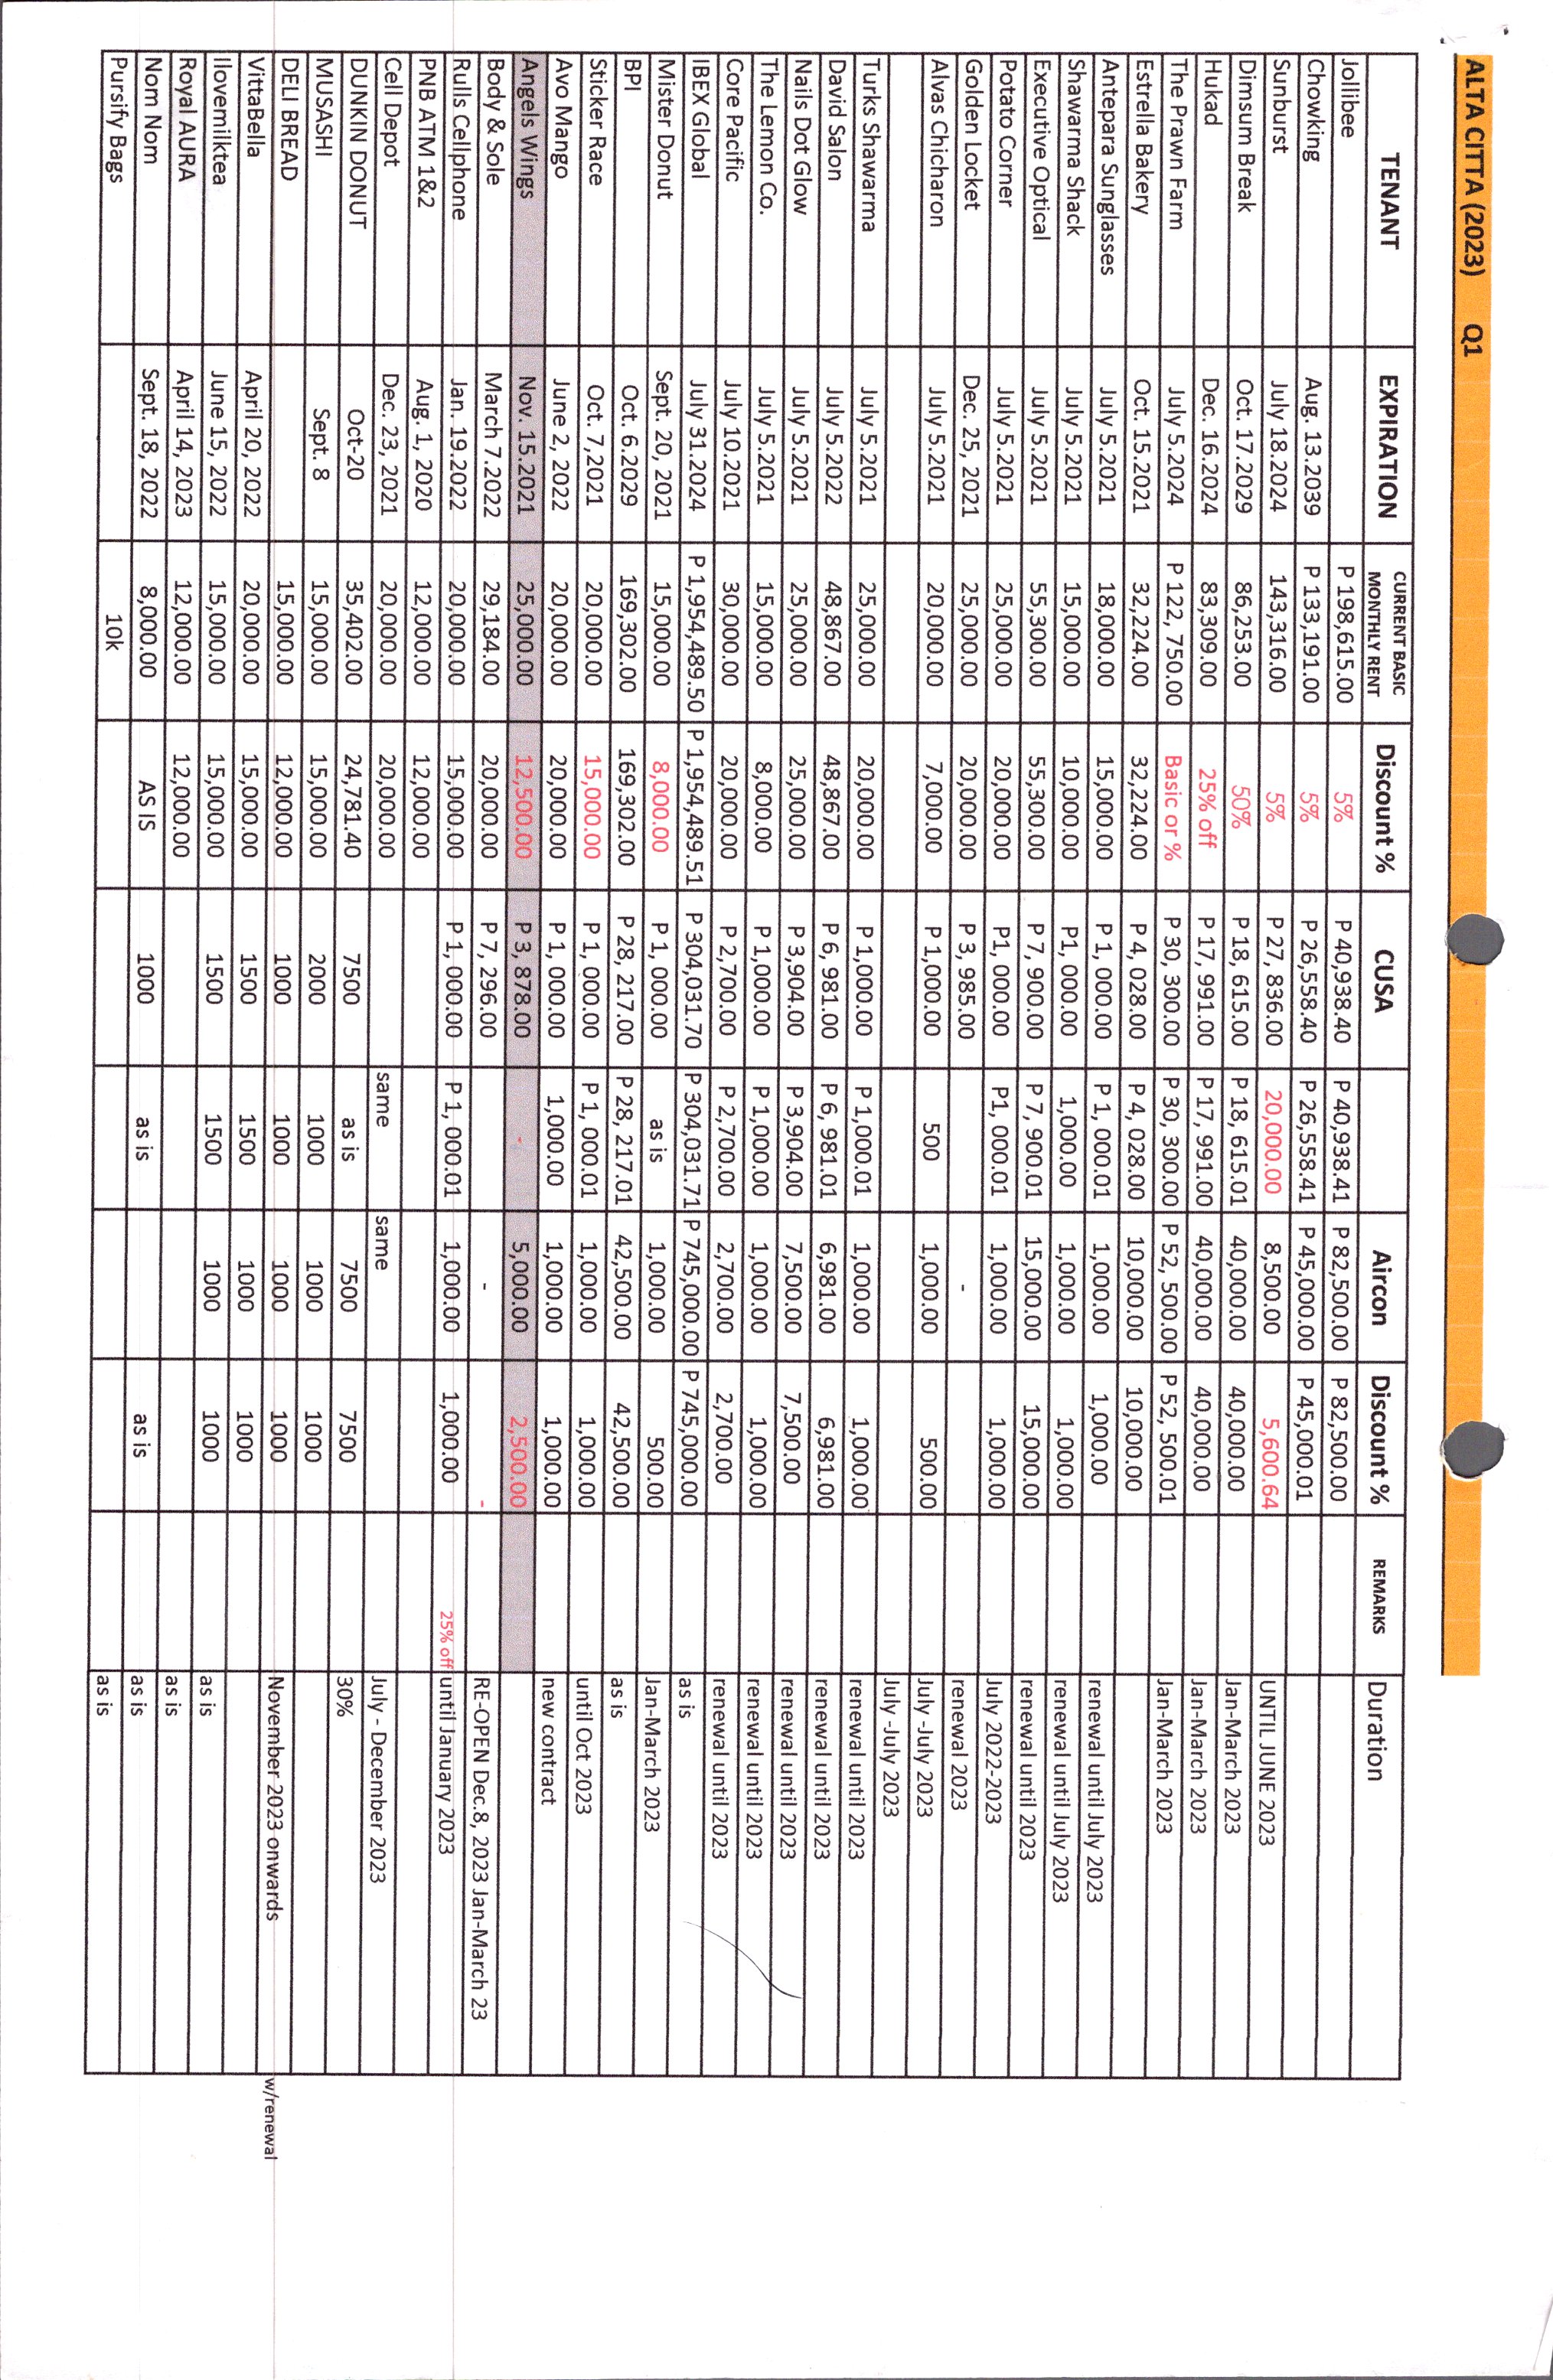 ALTA CITTA (2023) Q1
TENANT EXPIRATION CURRENT BASIC MONTHLY RENT Discount % CUSA Aircon Discount % REMARKS Duration
Jollibee P 198,615.00 5% P 40,938.40 P 40,938.41 P 82,500.00 P 82,500.00
Chowking Aug. 13.2039 P 133,191.00 5% P 26,558.40 P 26,558.41 P 45,000.00 P 45,000.01
Sunburst July 18.2024 143,316.00 5% P 27, 836.00 20,000.00 8,500.00 5,600.64 UNTIL JUNE 2023
Dimsum Break Oct. 17.2029 86,253.00 50% P 18, 615.00 P 18, 615.01 40,000.00 40,000.00 Jan-March 2023
Hukad Dec. 16.2024 83,309.00 25% off P 17, 991.00 P 17, 991.00 40,000.00 40,000.00 Jan-March 2023
The Prawn Farm July 5.2024 P 122, 750.00 Basic or % P 30, 300.00 P 30, 300.00 P 52, 500.00 P 52, 500.01 Jan-March 2023
Estrella Bakery Oct. 15.2021 32,224.00 32,224.00 P 4, 028.00 P 4, 028.00 10,000.00 10,000.00
Antepara Sunglasses July 5.2021 18,000.00 15,000.00 P 1, 000.00 P 1, 000.01 1,000.00 1,000.00 renewal until July 2023
Shawarma Shack July 5.2021 15,000.00 10,000.00 P1, 000.00 1,000.00 1,000.00 1,000.00 renewal until July 2023
Executive Optical July 5.2021 55,300.00 55,300.00 P 7, 900.00 P 7, 900.01 15,000.00 15,000.00 renewal until 2023
Potato Corner July 5.2021 25,000.00 20,000.00 P1, 000.00 P1, 000.01 1,000.00 1,000.00 July 2022-2023
Golden Locket Dec. 25, 2021 25,000.00 20,000.00 P 3, 985.00 - renewal 2023
Alvas Chicharon July 5.2021 20,000.00 7,000.00 P 1,000.00 500 1,000.00 500.00 July -July 2023
July -July 2023
Turks Shawarma July 5.2021 25,000.00 20,000.00 P 1,000.00 P 1,000.01 1,000.00 1,000.00 renewal until 2023
David Salon July 5.2022 48,867.00 48,867.00 P 6, 981.00 P 6, 981.01 6,981.00 6,981.00 renewal until 2023
Nails Dot Glow July 5.2021 25,000.00 25,000.00 P 3,904.00 P 3,904.00 7,500.00 7,500.00 renewal until 2023
The Lemon Co. July 5.2021 15,000.00 8,000.00 P 1,000.00 P 1,000.00 1,000.00 1,000.00 renewal until 2023
Core Pacific July 10.2021 30,000.00 20,000.00 P 2,700.00 P 2,700.00 2,700.00 2,700.00 renewal until 2023
IBEX Global July 31.2024 P 1,954,489.50 P 1,954,489.51 P 304,031.70 P 304,031.71 P 745,000.00 P 745,000.00 as is
Mister Donut Sept. 20, 2021 15,000.00 8,000.00 P 1, 000.00 as is 1,000.00 500.00 Jan-March 2023
BPI Oct. 6.2029 169,302.00 169,302.00 P 28, 217.00 P 28, 217.01 42,500.00 42,500.00 as is
Sticker Race Oct. 7,2021 20,000.00 15,000.00 P 1, 000.00 P 1, 000.01 1,000.00 1,000.00 until Oct 2023
Avo Mango June 2, 2022 20,000.00 20,000.00 P 1, 000.00 1,000.00 1,000.00 1,000.00 new contract
Angels Wings Nov. 15.2021 25,000.00 12,500.00 P 3, 878.00 - 5,000.00 2,500.00
Body & Sole March 7.2022 29,184.00 20,000.00 P 7, 296.00 - - RE-OPEN Dec.8, 2023 Jan-March 23
Rulls Cellphone Jan. 19.2022 20,000.00 15,000.00 P 1, 000.00 P 1, 000.01 1,000.00 1,000.00 25% off until January 2023
PNB ATM 1&2 Aug. 1, 2020 12,000.00 12,000.00
Cell Depot Dec. 23, 2021 20,000.00 20,000.00 same same July - December 2023
DUNKIN DONUT Oct-20 35,402.00 24,781.40 7500 as is 7500 7500 30%
MUSASHI Sept. 8 15,000.00 15,000.00 2000 1000 1000 1000
DELI BREAD 15,000.00 12,000.00 1000 1000 1000 1000 November 2023 onwards w/renewal
VittaBella April 20, 2022 20,000.00 15,000.00 1500 1500 1000 1000
Ilovemilktea June 15, 2022 15,000.00 15,000.00 1500 1500 1000 1000 as is
Royal AURA April 14, 2023 12,000.00 12,000.00 as is
Nom Nom Sept. 18, 2022 8,000.00 AS IS 1000 as is as is as is
Pursify Bags 10k as is